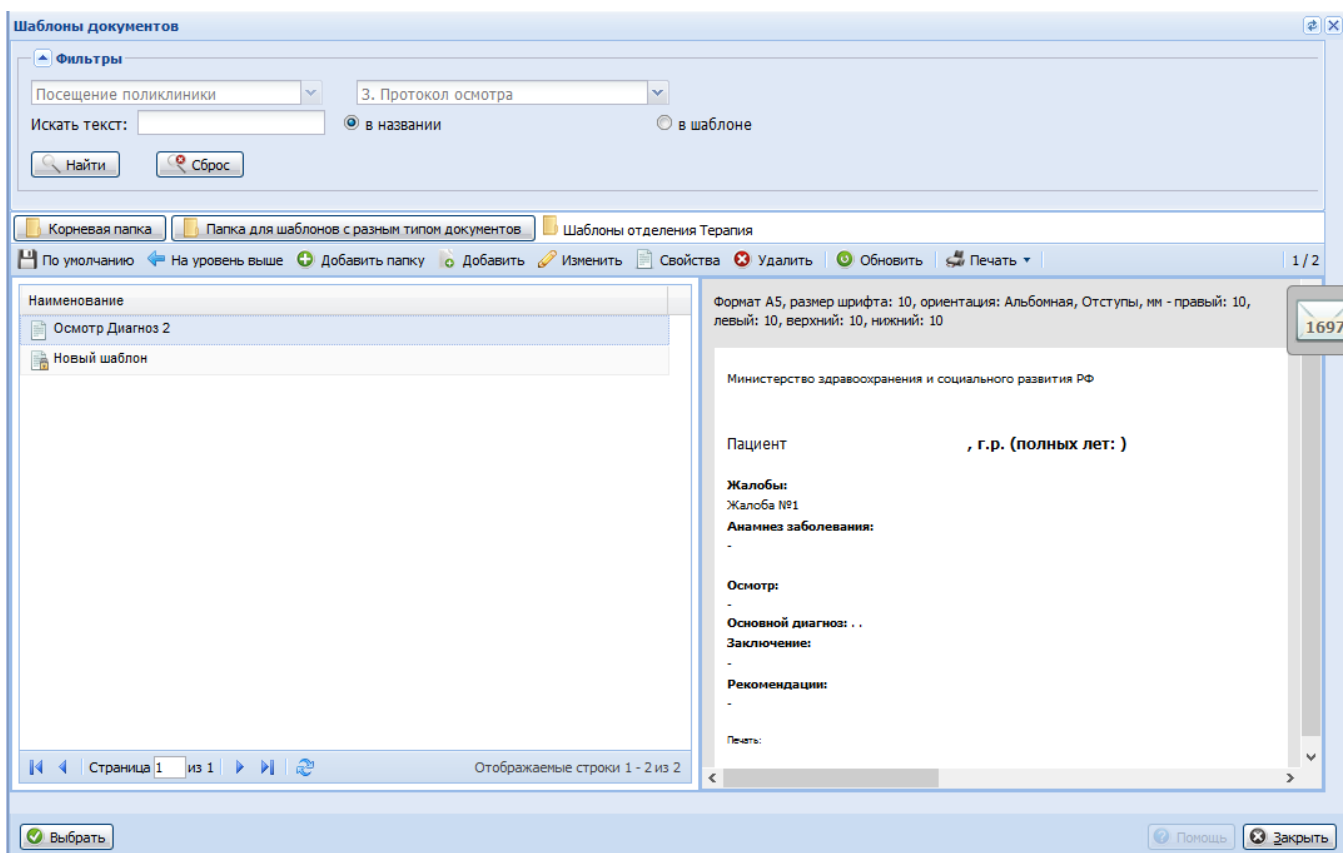 Шаблоны документов
Фильтры
Посещение поликлиники 3. Протокол осмотра
Искать текст: в названии в шаблоне
Найти Сброс
Корневая папка Папка для шаблонов с разным типом документов Шаблоны отделения Терапия
По умолчанию На уровень выше Добавить папку Добавить Изменить Свойства Удалить Обновить Печать 1 / 2
Наименование
Осмотр Диагноз 2
Новый шаблон
Формат A5, размер шрифта: 10, ориентация: Альбомная, Отступы, мм - правый: 10,
левый: 10, верхний: 10, нижний: 10
1697
Министерство здравоохранения и социального развития РФ
Пациент , г.р. (полных лет: )
Жалобы:
Жалоба №1
Анамнез заболевания:
-
Осмотр:
-
Основной диагноз: . .
Заключение:
-
Рекомендации:
-
Печать:
Страница 1 из 1 Отображаемые строки 1 - 2 из 2
Выбрать Помощь Закрыть